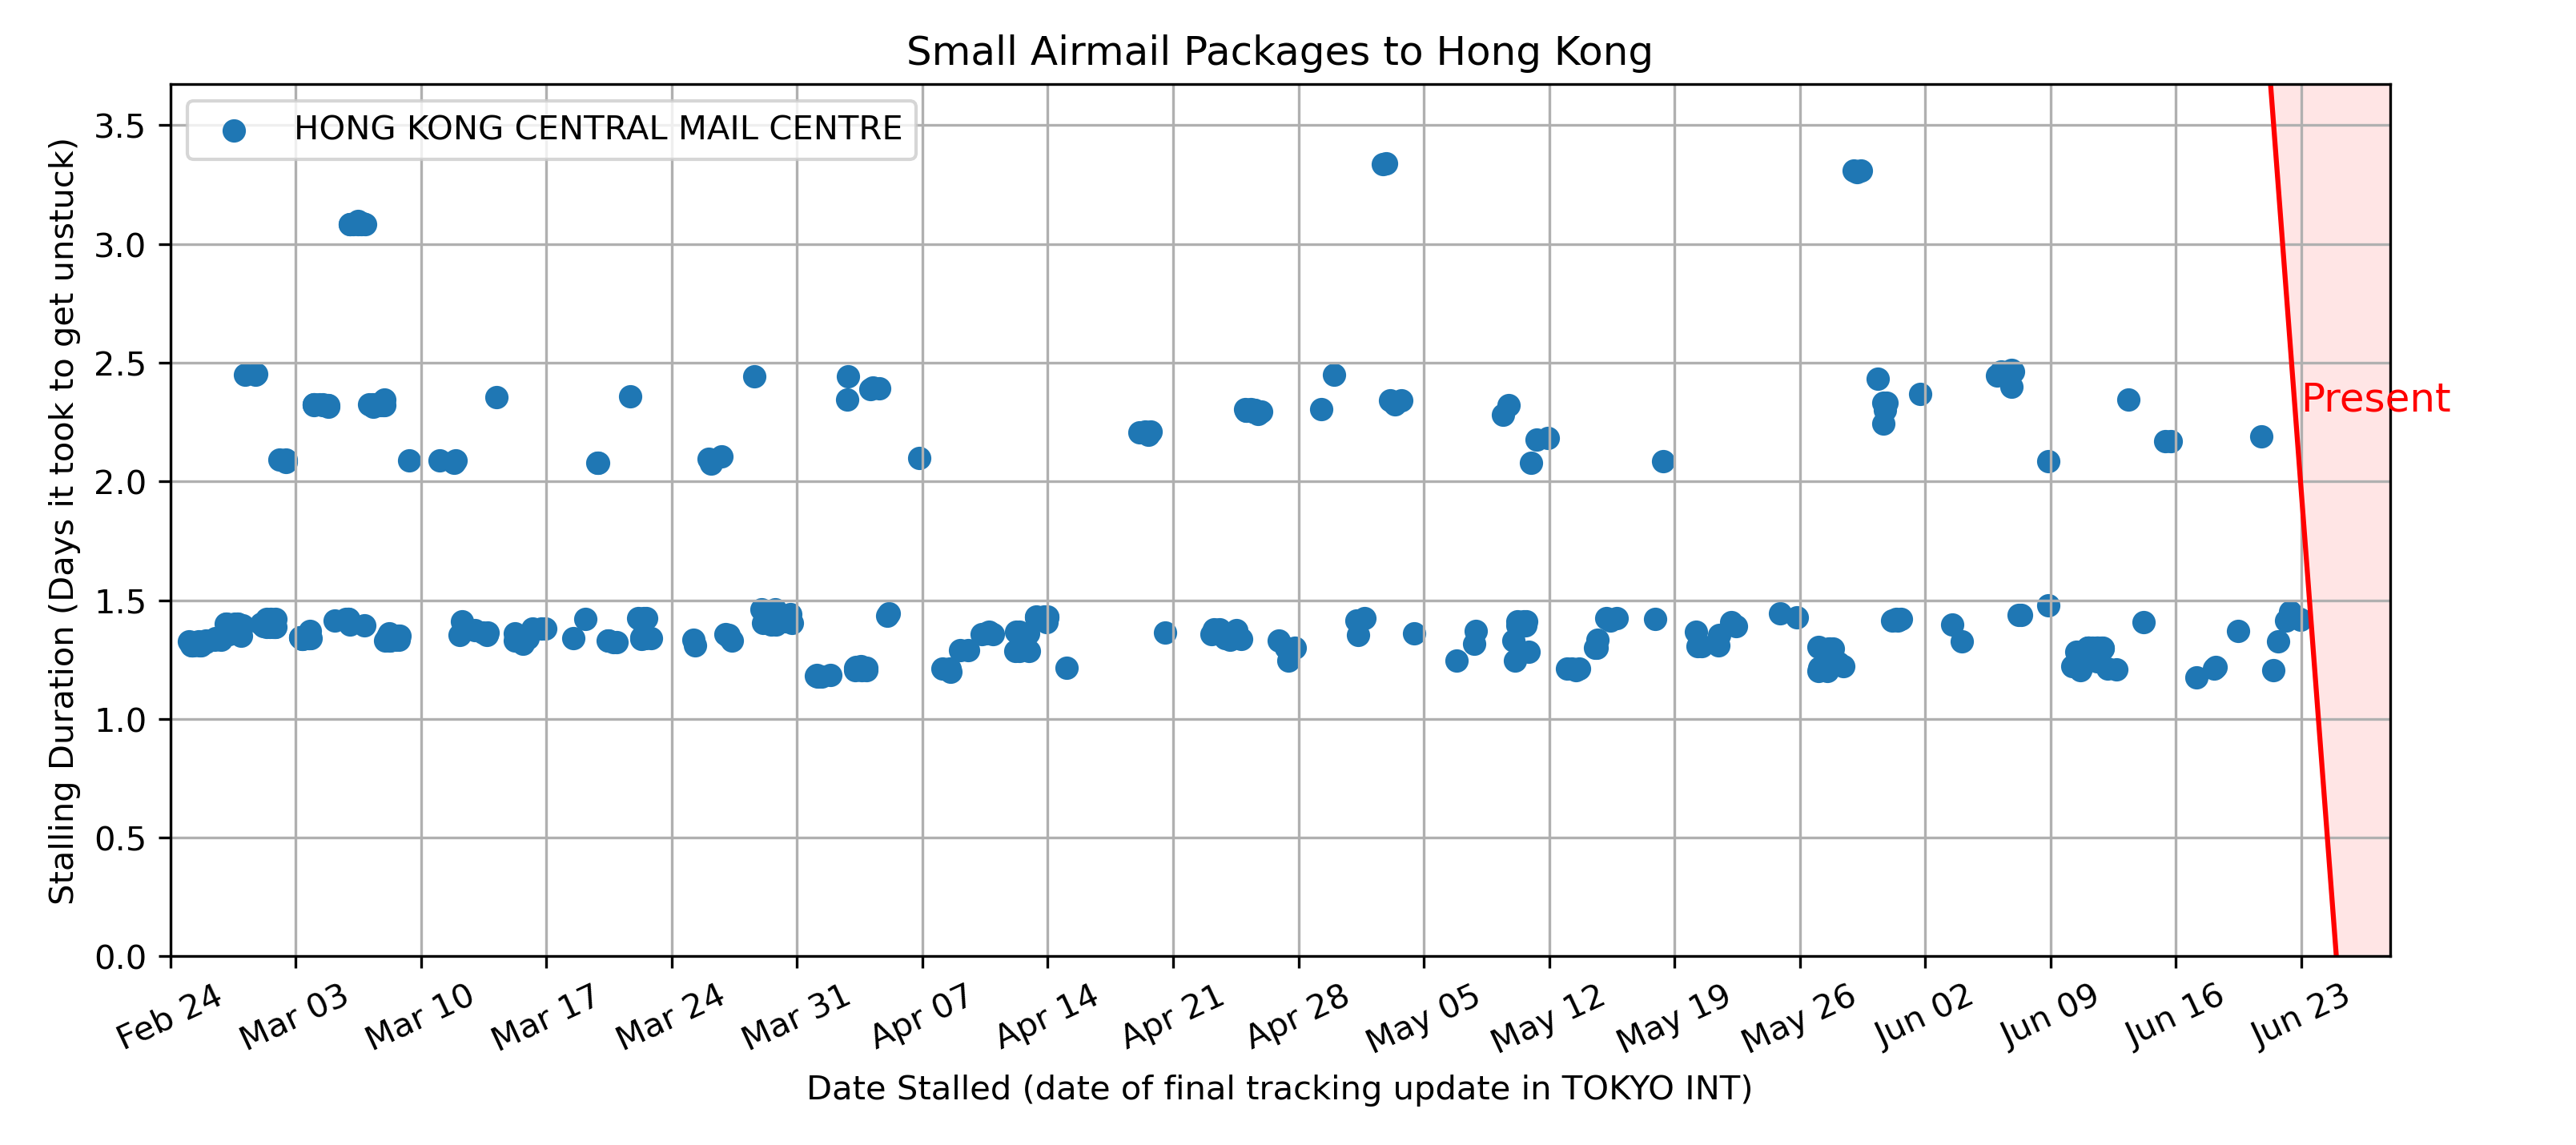 Small Airmail Packages to Hong Kong
HONG KONG CENTRAL MAIL CENTRE
Stalling Duration (Days it took to get unstuck)
3.5
3.0
2.5
2.0
1.5
1.0
0.5
0.0
Present
Feb 24
Mar 03
Mar 10
Mar 17
Mar 24
Mar 31
Apr 07
Apr 14
Apr 21
Apr 28
May 05
May 12
May 19
May 26
Jun 02
Jun 09
Jun 16
Jun 23
Date Stalled (date of final tracking update in TOKYO INT)